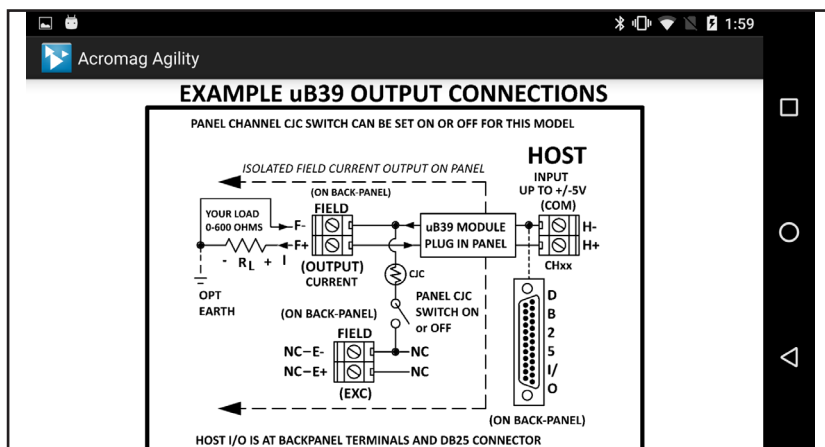 1:59
Acromag Agility
EXAMPLE uB39 OUTPUT CONNECTIONS
PANEL CHANNEL CJC SWITCH CAN BE SET ON OR OFF FOR THIS MODEL
ISOLATED FIELD CURRENT OUTPUT ON PANEL
HOST
INPUT
UP TO +/-5V
(COM)
(ON BACK-PANEL)
FIELD
YOUR LOAD
0-600 OHMS
F-
F+
uB39 MODULE
PLUG IN PANEL
H-
H+
- RL + I
(OUTPUT)
CURRENT
CHxx
CJC
OPT
EARTH
PANEL CJC
SWITCH ON
or OFF
(ON BACK-PANEL)
FIELD
NC-E-
NC
NC-E+
NC
(EXC)
D
B
2
5
I/
O
(ON BACK-PANEL)
HOST I/O IS AT BACKPANEL TERMINALS AND DB25 CONNECTOR